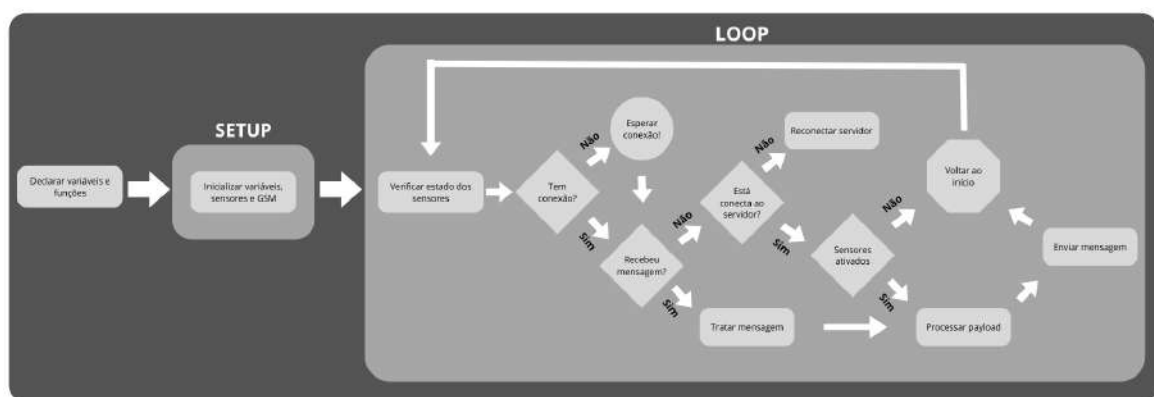 LOOP
SETUP
Declarar variáveis e
funções
Inicializar variáveis,
sensores e GSM
Verificar estado dos
sensores
Tem
conexão?
Não
Esperar
conexão!
Sim
Recebeu
mensagem?
Não
Está
conecta ao
servidor?
Não
Reconectar servidor
Sim
Tratar mensagem
Sim
Sensores
ativados
Não
Voltar ao
início
Sim
Processar payload
Enviar mensagem